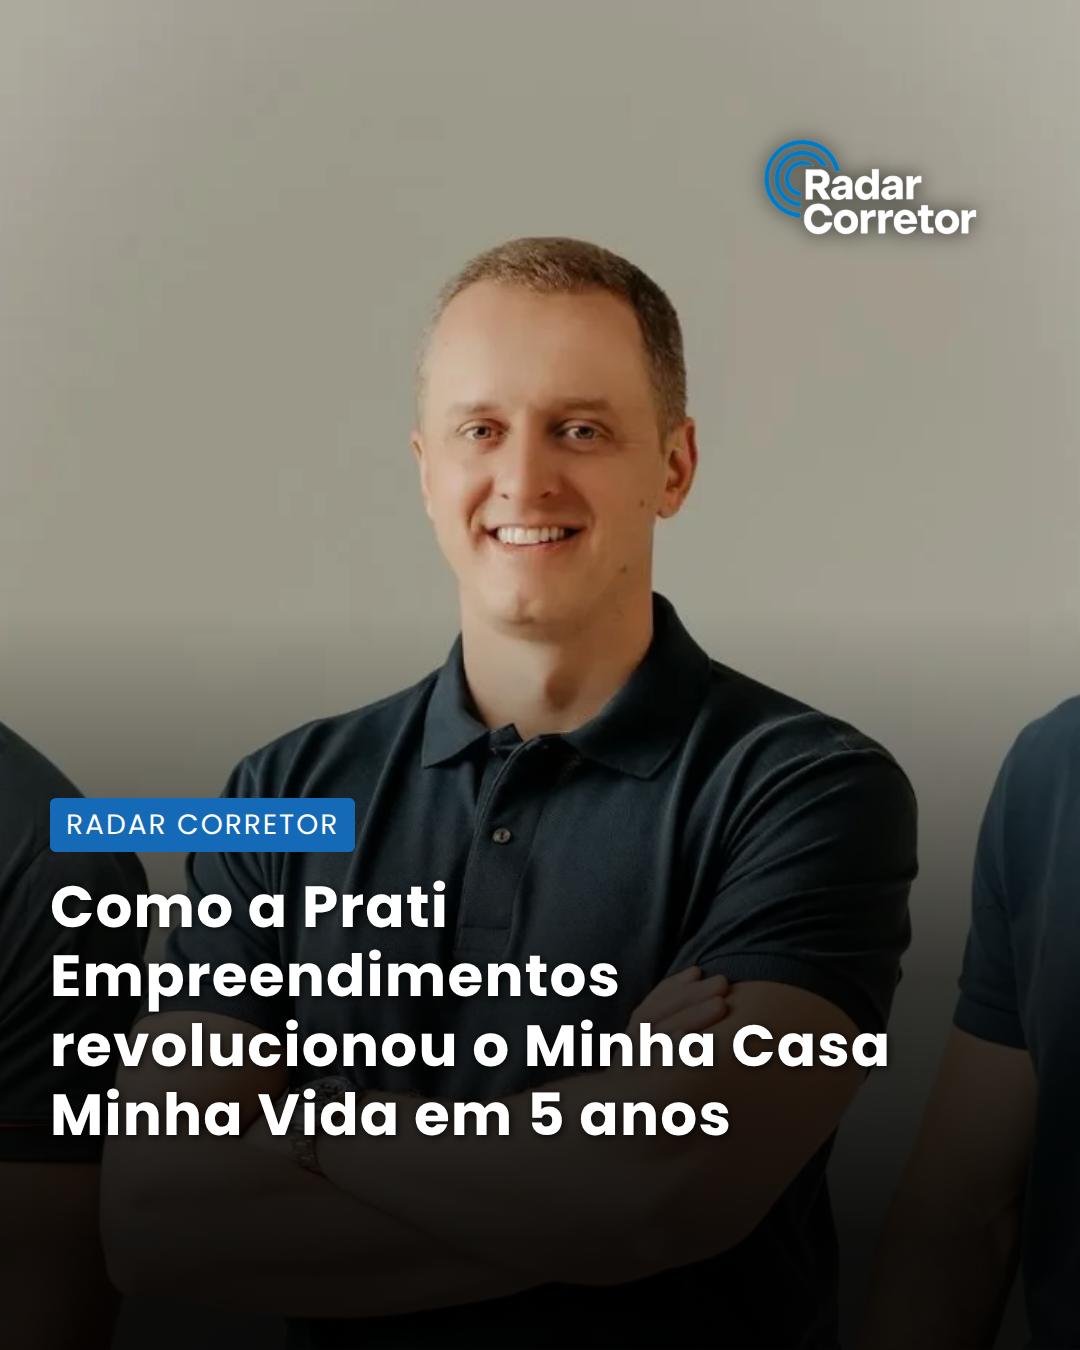 Radar
Corretor
RADAR CORRETOR
Como a Prati
Empreendimentos
revolucionou o Minha Casa
Minha Vida em 5 anos